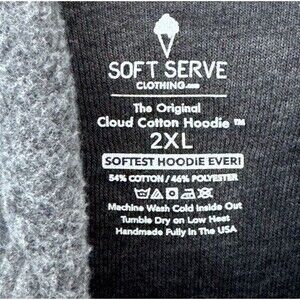 SOFT SERVE
CLOTHING.COM
The Original
Cloud Cotton Hoodie™
2XL
SOFTEST HOODIE EVER!
54% COTTON / 46% POLYESTER
Machine Wash Cold Inside Out
Tumble Dry on Low Heat
Handmade Fully In The USA